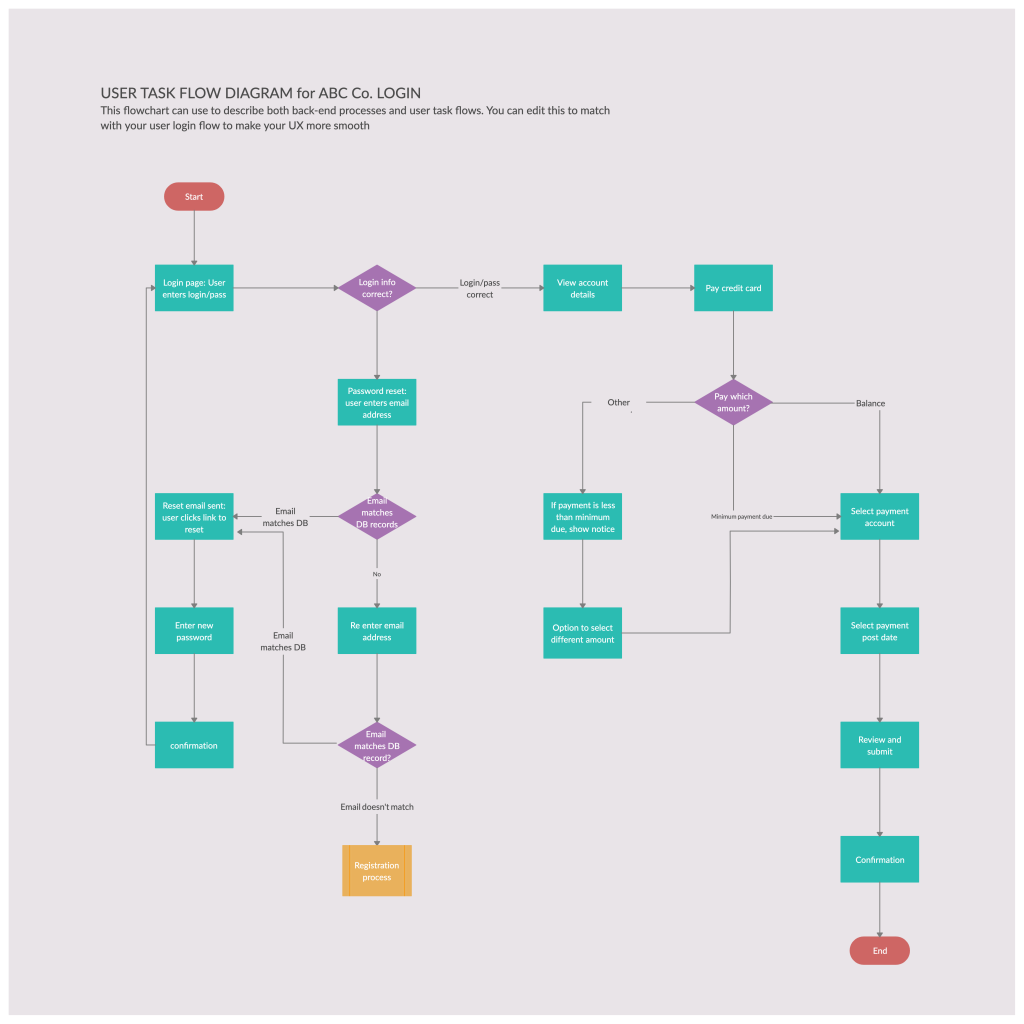 USER TASK FLOW DIAGRAM for ABC Co. LOGIN
This flowchart can use to describe both back-end processes and user task flows. You can edit this to match
with your user login flow to make your UX more smooth
Start
Login page: User
enters login/pass
Login info
correct?
Login/pass
correct
View account
details
Pay credit card
Password reset:
user enters email
address
Other
Pay which
amount?
Balance
Reset email sent:
user clicks link to
reset
Email
matches DB
Email
matches
DB records
If payment is less
than minimum
due, show notice
Minimum payment due
Select payment
account
No
Enter new
password
Email
matches DB
Re enter email
address
Option to select
different amount
Select payment
post date
confirmation
Email
matches DB
record?
Review and
submit
Email doesn't match
Registration
process
Confirmation
End